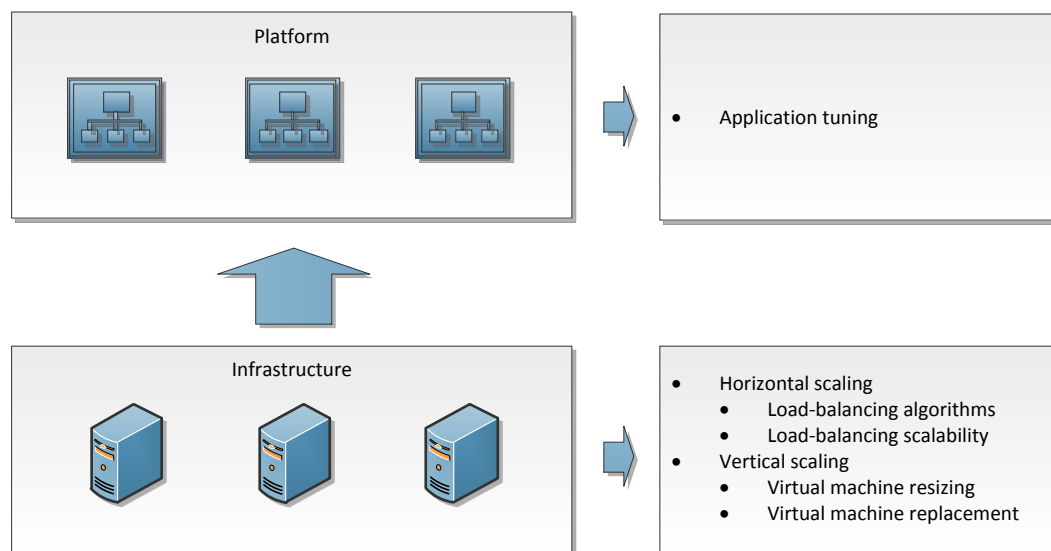 Platform
• Application tuning
Infrastructure
• Horizontal scaling
• Load-balancing algorithms
• Load-balancing scalability
• Vertical scaling
• Virtual machine resizing
• Virtual machine replacement